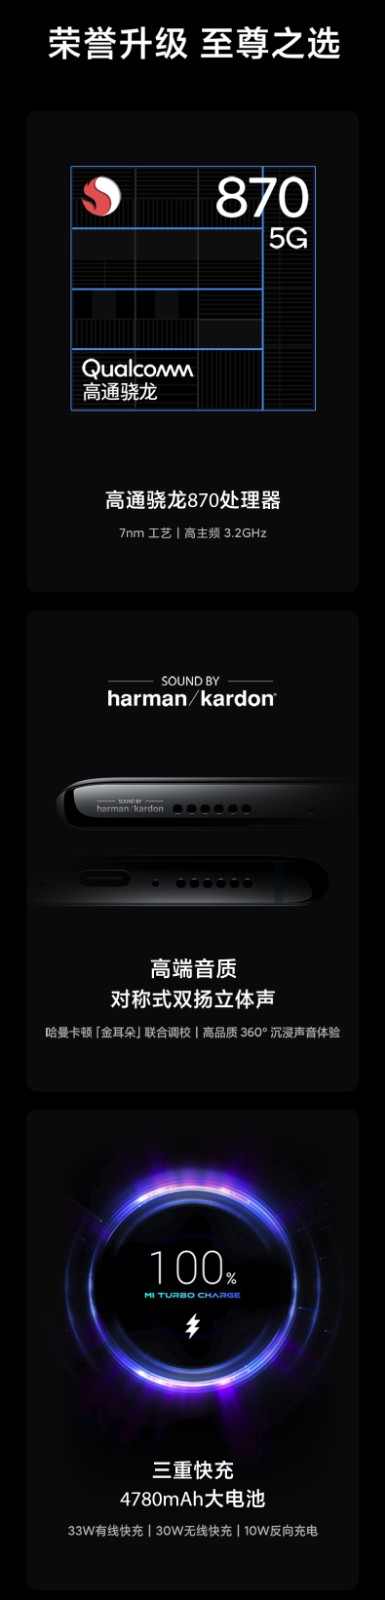 荣誉升级 至尊之选
870
5G
Qualcomm
高通骁龙
高通骁龙870处理器
7nm 工艺 | 高主频 3.2GHz
SOUND BY
harman/kardon
SOUND BY
harman/kardon
高端音质
对称式双扬立体声
哈曼卡顿「金耳朵」联合调校 | 高品质 360° 沉浸声音体验
100%
MI TURBO CHARGE
三重快充
4780mAh大电池
33W有线快充 | 30W无线快充 | 10W反向充电